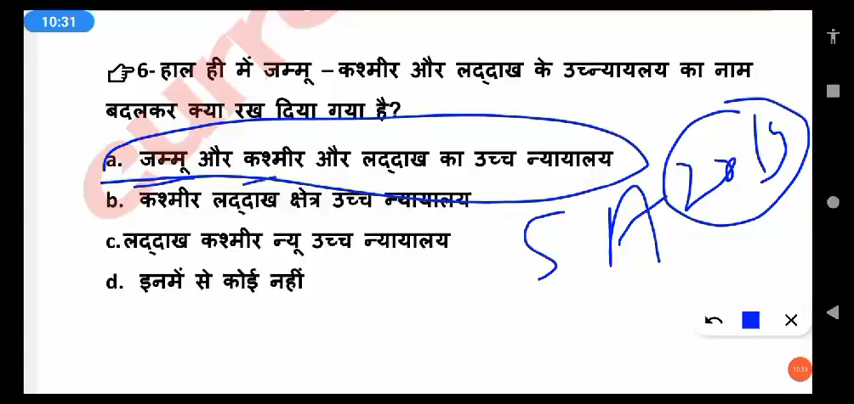 10:31
6- हाल ही में जम्मू – कश्मीर और लद्दाख के उच्न्यायलय का नाम
बदलकर क्या रख दिया गया है?
a. जम्मू और कश्मीर और लद्दाख का उच्च न्यायालय
b. कश्मीर लद्दाख क्षेत्र उच्च न्यायालय
c.लद्दाख कश्मीर न्यू उच्च न्यायालय
d. इनमें से कोई नहीं
5 A